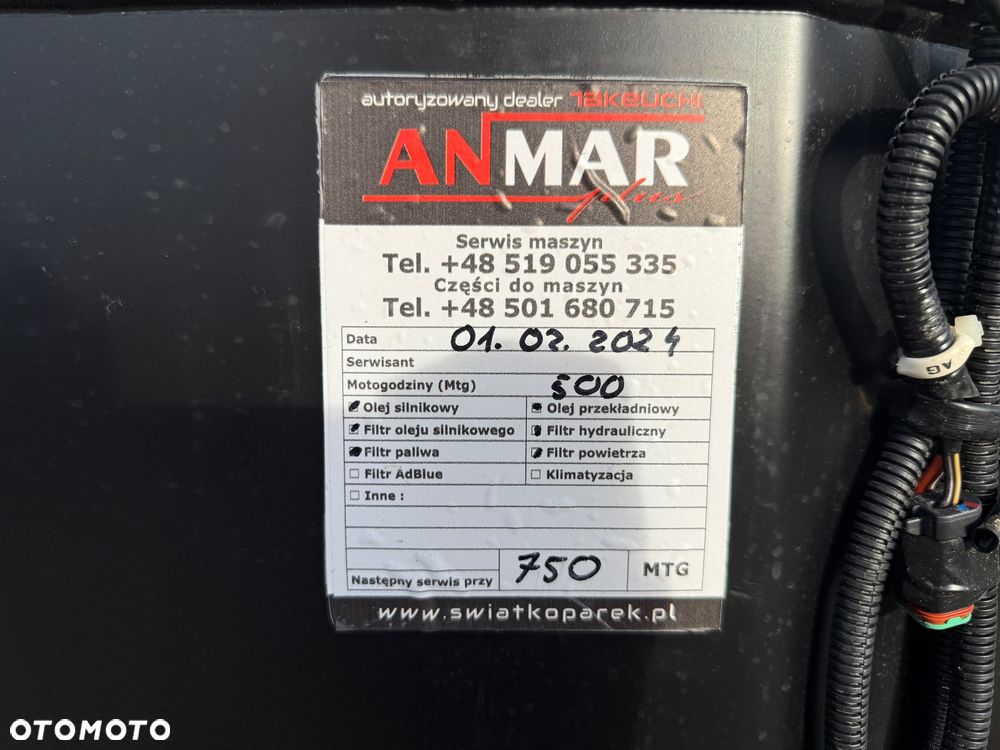 autoryzowany dealer TAKEUCHI
ANMAR
plus
Serwis maszyn
Tel. +48 519 055 335
Części do maszyn
Tel. +48 501 680 715
Data 01.02.2024
Serwisant
Motogodziny (Mtg) 500
Olej silnikowy Olej przekładniowy
Filtr oleju silnikowego Filtr hydrauliczny
Filtr paliwa Filtr powietrza
Filtr AdBlue Klimatyzacja
Inne :
Następny serwis przy 750 MTG
www.swiatkoparek.pl
AG
OTOMOTO